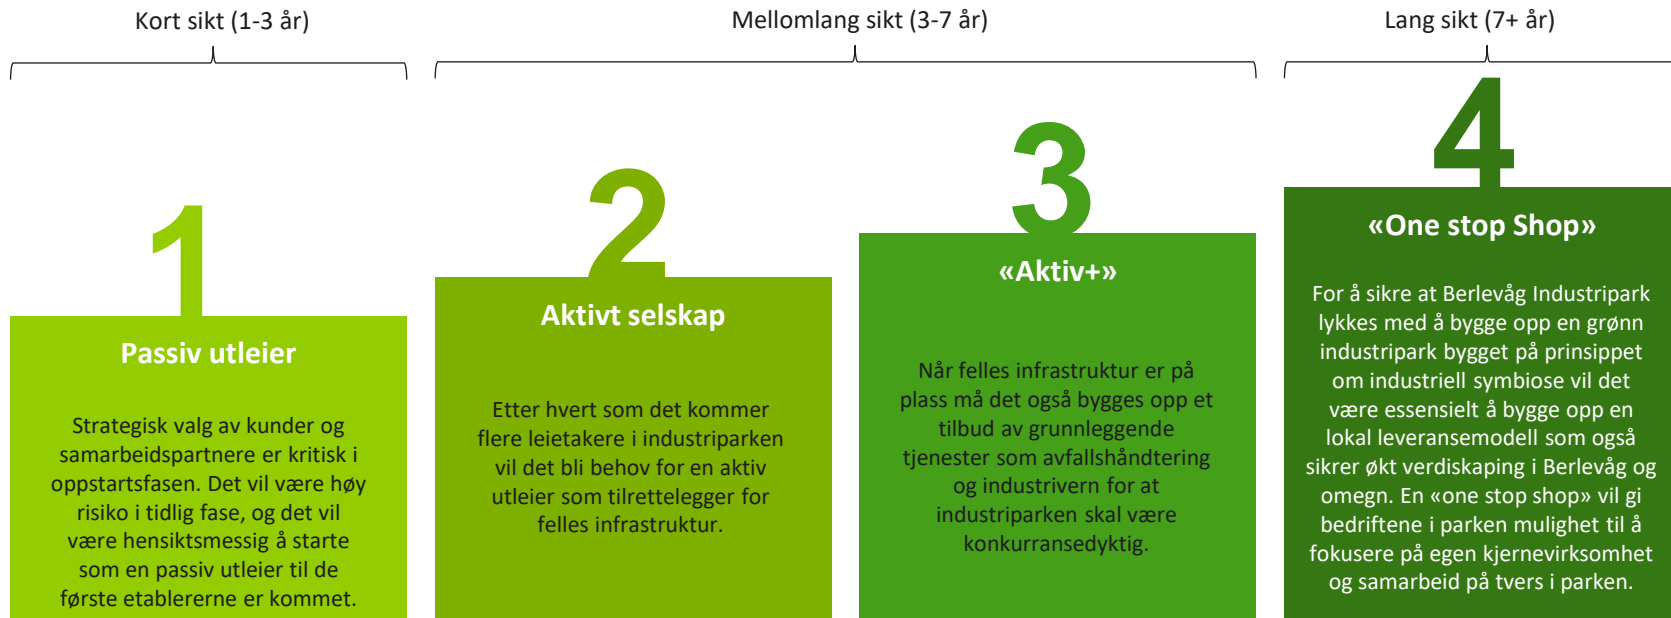 Kort sikt (1-3 år)
Mellomlang sikt (3-7 år)
Lang sikt (7+ år)
1
Passiv utleier
Strategisk valg av kunder og
samarbeidspartnere er kritisk i
oppstartsfasen. Det vil være høy
risiko i tidlig fase, og det vil
være hensiktsmessig å starte
som en passiv utleier til de
første etablererne er kommet.
2
Aktivt selskap
Etter hvert som det kommer
flere leietakere i industriparken
vil det bli behov for en aktiv
utleier som tilrettelegger for
felles infrastruktur.
3
«Aktiv+»
Når felles infrastruktur er på
plass må det også bygges opp et
tilbud av grunnleggende
tjenester som avfallshåndtering
og industrivern for at
industriparken skal være
konkurransedyktig.
4
«One stop Shop»
For å sikre at Berlevåg Industripark
lykkes med å bygge opp en grønn
industripark bygget på prinsippet
om industriell symbiose vil det
være essensielt å bygge opp en
lokal leveransemodell som også
sikrer økt verdiskaping i Berlevåg og
omegn. En «one stop shop» vil gi
bedriftene i parken mulighet til å
fokusere på egen kjernevirksomhet
og samarbeid på tvers i parken.